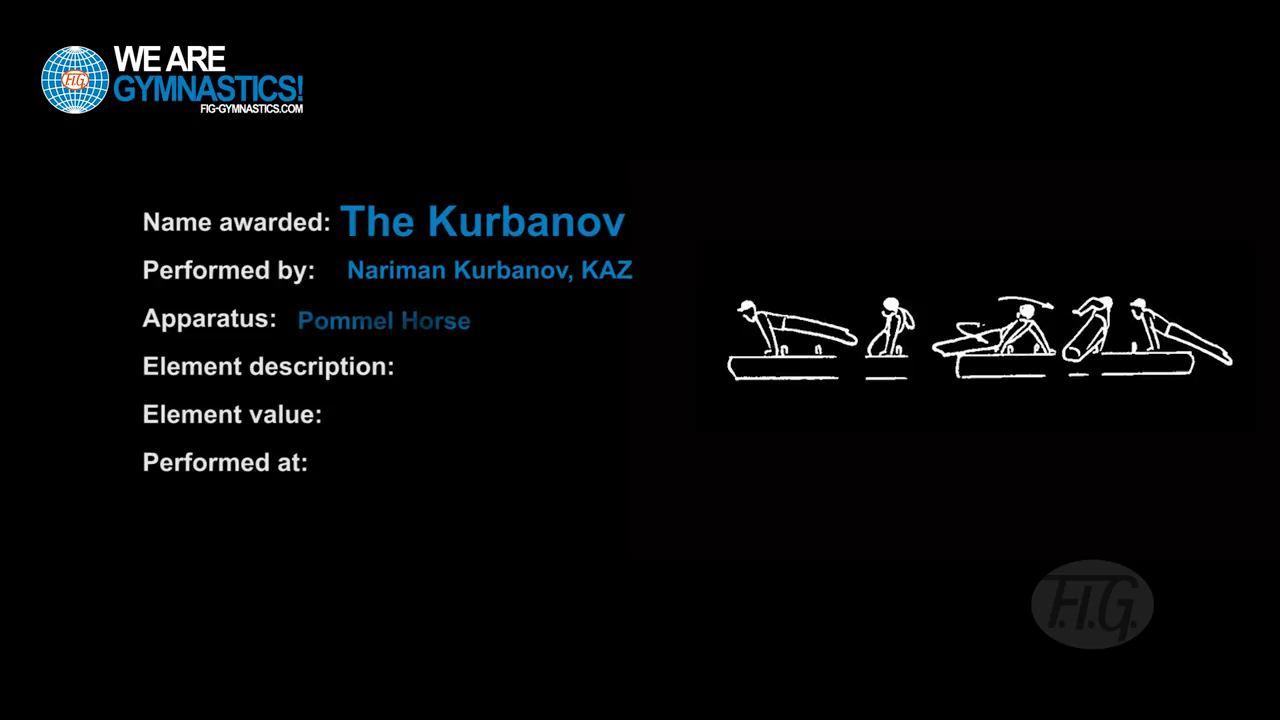 WE ARE
GYMNASTICS!
F.I.G.
FIG-GYMNASTICS.COM
Name awarded: The Kurbanov
Performed by: Nariman Kurbanov, KAZ
Apparatus: Pommel Horse
Element description:
Element value:
Performed at:
F.I.G.